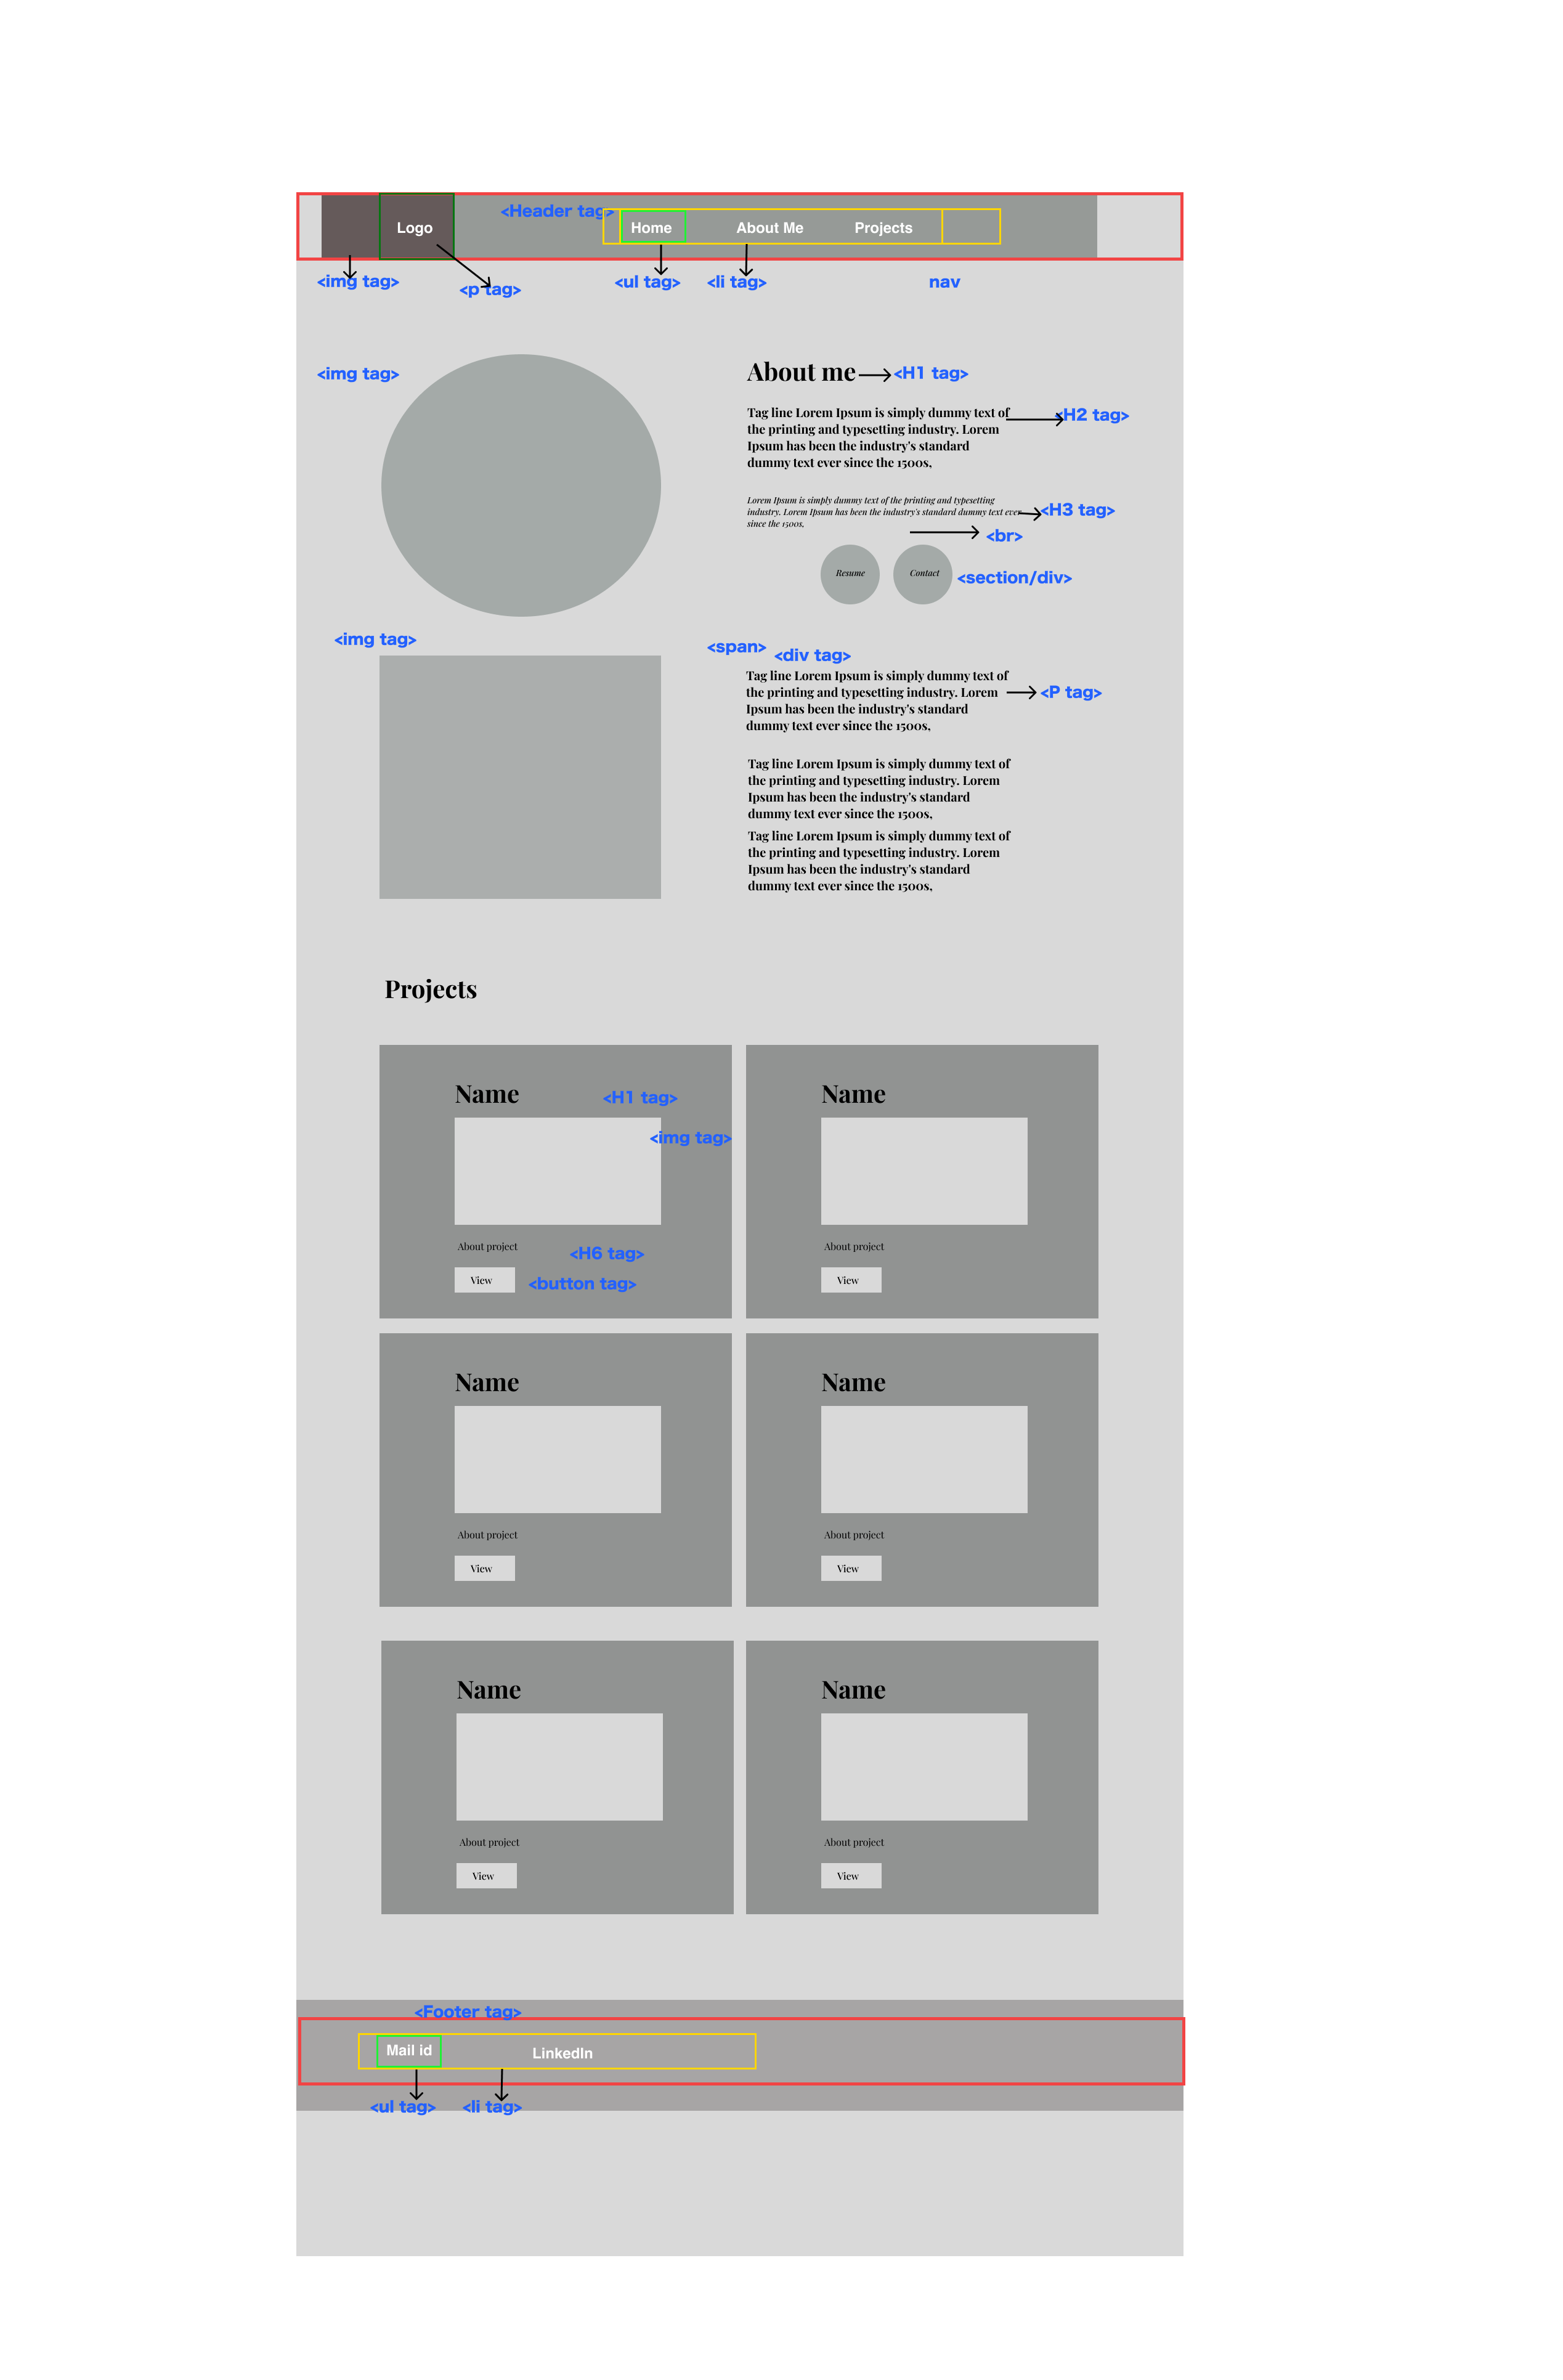 <Header tag>
Logo
Home
About Me
Projects
<img tag>
<p tag>
<ul tag>
<li tag>
nav
<img tag>
About me
<H1 tag>
Tag line Lorem Ipsum is simply dummy text of
the printing and typesetting industry. Lorem
Ipsum has been the industry's standard
dummy text ever since the 1500s,
<H2 tag>
Lorem Ipsum is simply dummy text of the printing and typesetting
industry. Lorem Ipsum has been the industry's standard dummy text ever
since the 1500s,
<H3 tag>
<br>
Resume
Contact
<section/div>
<img tag>
<span>
<div tag>
Tag line Lorem Ipsum is simply dummy text of
the printing and typesetting industry. Lorem
Ipsum has been the industry's standard
dummy text ever since the 1500s,
<P tag>
Tag line Lorem Ipsum is simply dummy text of
the printing and typesetting industry. Lorem
Ipsum has been the industry's standard
dummy text ever since the 1500s,
Tag line Lorem Ipsum is simply dummy text of
the printing and typesetting industry. Lorem
Ipsum has been the industry's standard
dummy text ever since the 1500s,
Projects
Name
<H1 tag>
<img tag>
About project
<H6 tag>
View
<button tag>
Name
About project
View
Name
About project
View
Name
About project
View
Name
About project
View
Name
About project
View
<Footer tag>
Mail id
LinkedIn
<ul tag>
<li tag>